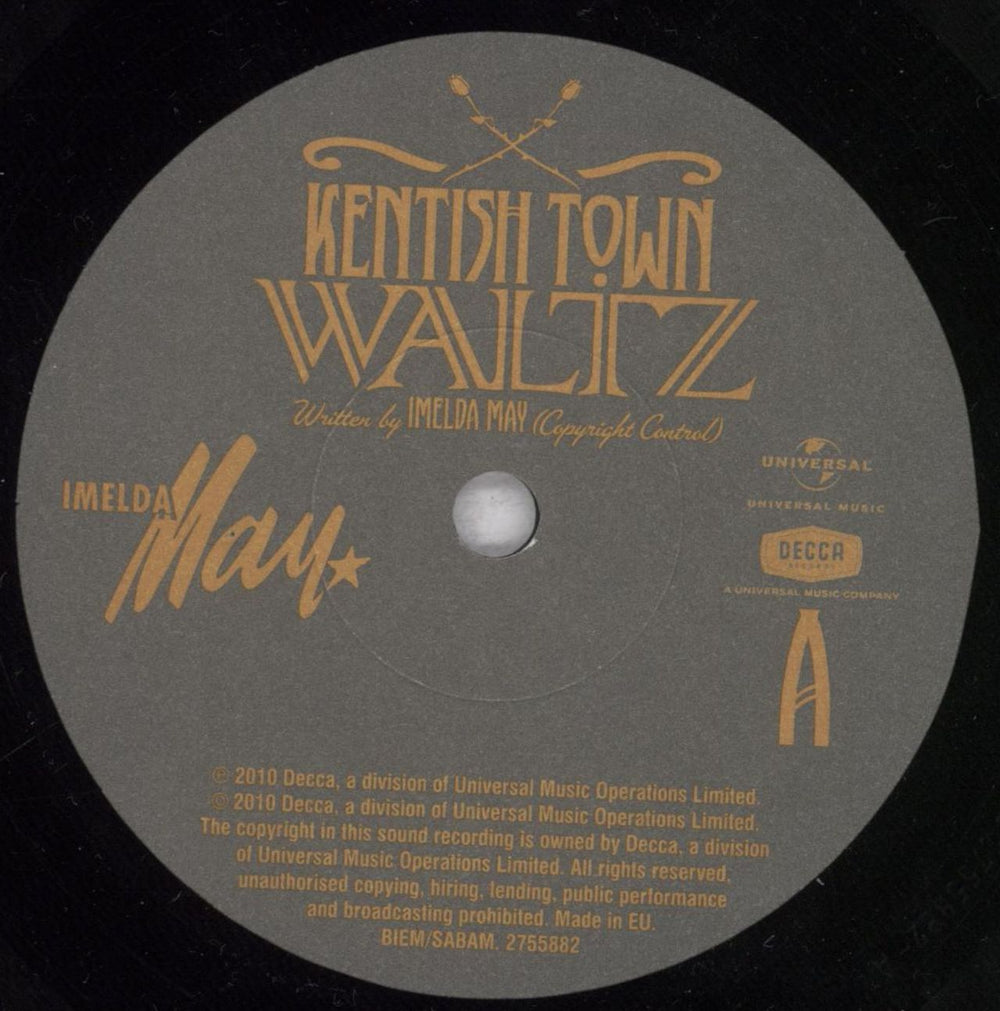 KENTISH TOWN
WALTZ
Written by IMELDA MAY (Copyright Control)
IMELDA
May
UNIVERSAL
UNIVERSAL MUSIC
DECCA
RECORDS
A UNIVERSAL MUSIC COMPANY
A
℗ 2010 Decca, a division of Universal Music Operations Limited.
© 2010 Decca, a division of Universal Music Operations Limited.
The copyright in this sound recording is owned by Decca, a division
of Universal Music Operations Limited. All rights reserved.
unauthorised copying, hiring, lending, public performance
and broadcasting prohibited. Made in EU.
BIEM/SABAM. 2755882